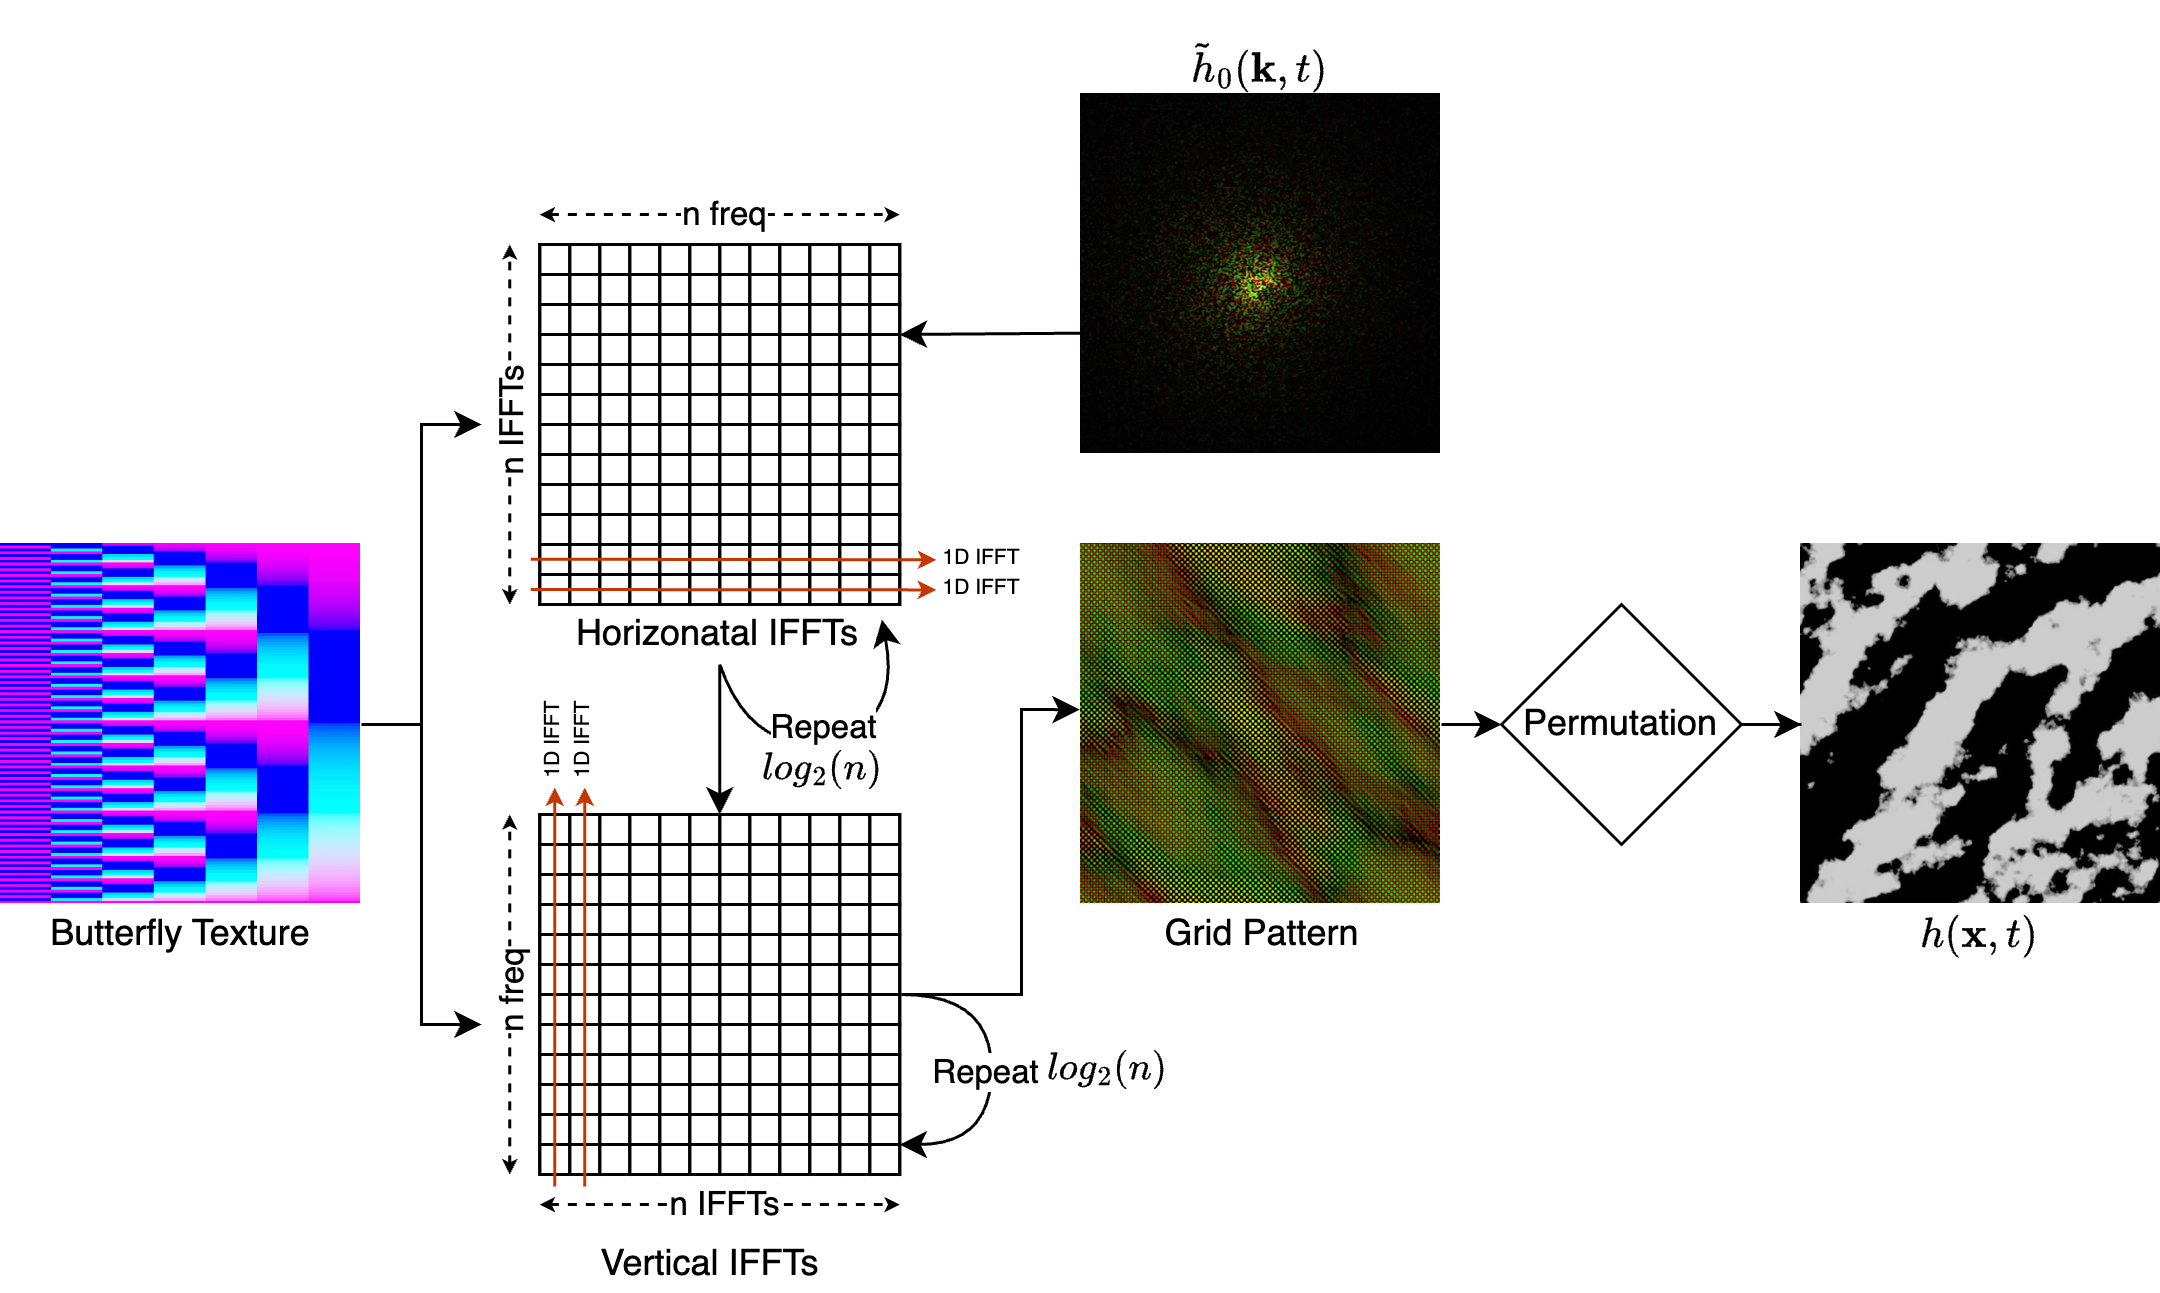 h̃₀(𝐤, t)
n freq
n IFFTs
1D IFFT
1D IFFT
Horizonatal IFFTs
Repeat
log₂(n)
1D IFFT
1D IFFT
Permutation
Butterfly Texture
Grid Pattern
h(𝐱, t)
n freq
Repeat log₂(n)
n IFFTs
Vertical IFFTs